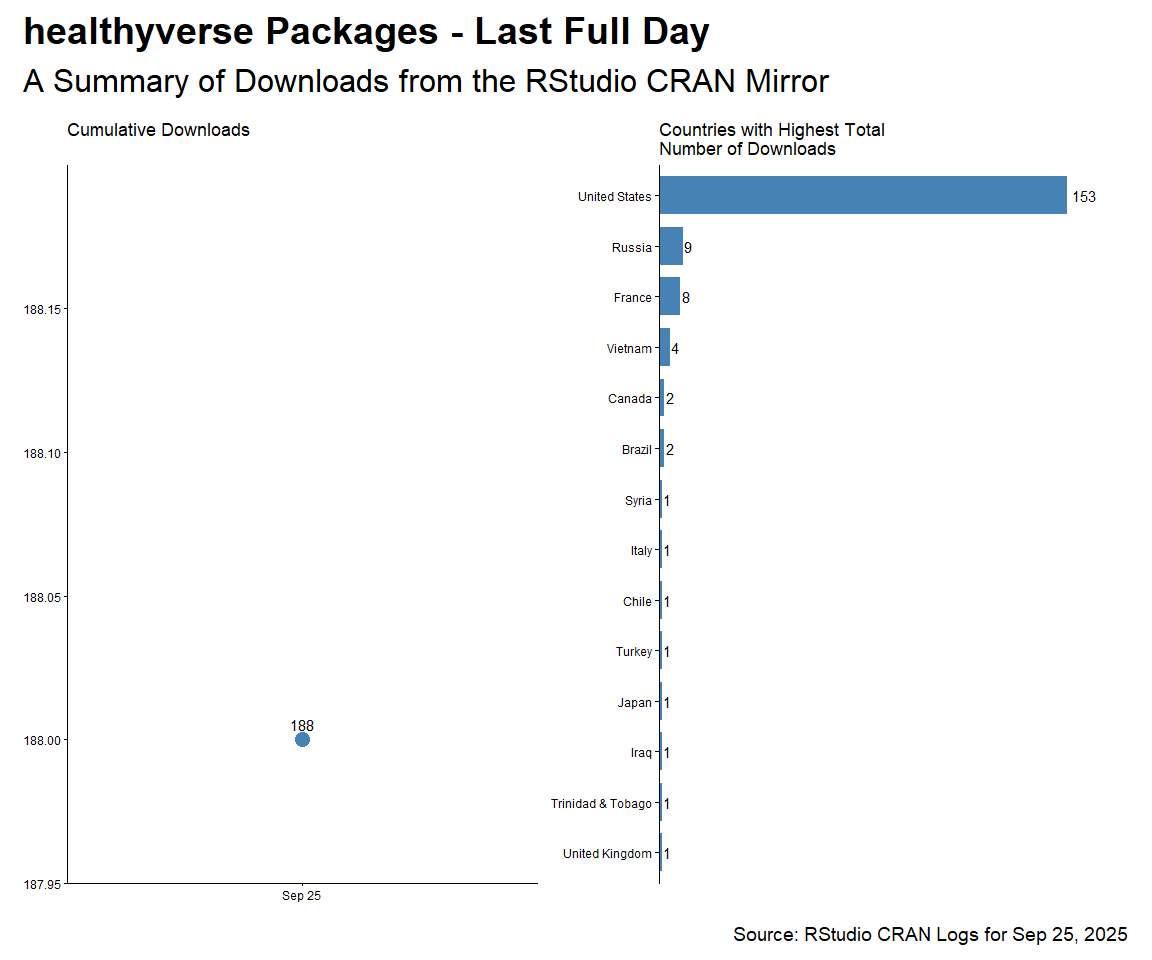 healthyverse Packages - Last Full Day
A Summary of Downloads from the RStudio CRAN Mirror
Cumulative Downloads
188.15
188.10
188.05
188.00
187.95
188
Sep 25
Countries with Highest Total
Number of Downloads
United States 153
Russia 9
France 8
Vietnam 4
Canada 2
Brazil 2
Syria 1
Italy 1
Chile 1
Turkey 1
Japan 1
Iraq 1
Trinidad & Tobago 1
United Kingdom 1
Source: RStudio CRAN Logs for Sep 25, 2025